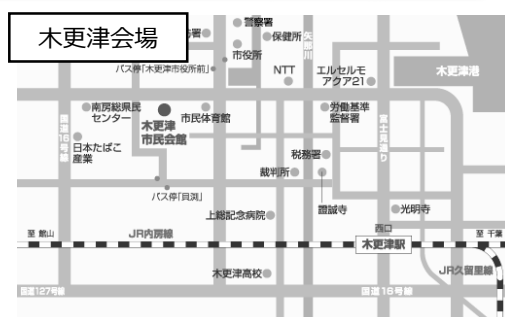 木更津会場
警察署
務署
保健所
市役所
バス停「木更津市役所前」
矢那川
NTT
エルセルモ
アクア21
木更津港
南房総県民
センター
木更津
市民会館
市民体育館
労働基準
監督署
富士見通り
国道16号線
日本たばこ
産業
税務署
裁判所
バス停「貝渕」
證誠寺
上総記念病院
光明寺
西口
至 館山
JR内房線
木更津駅
至 千葉
木更津高校
JR久留里線
国道127号線
国道16号線